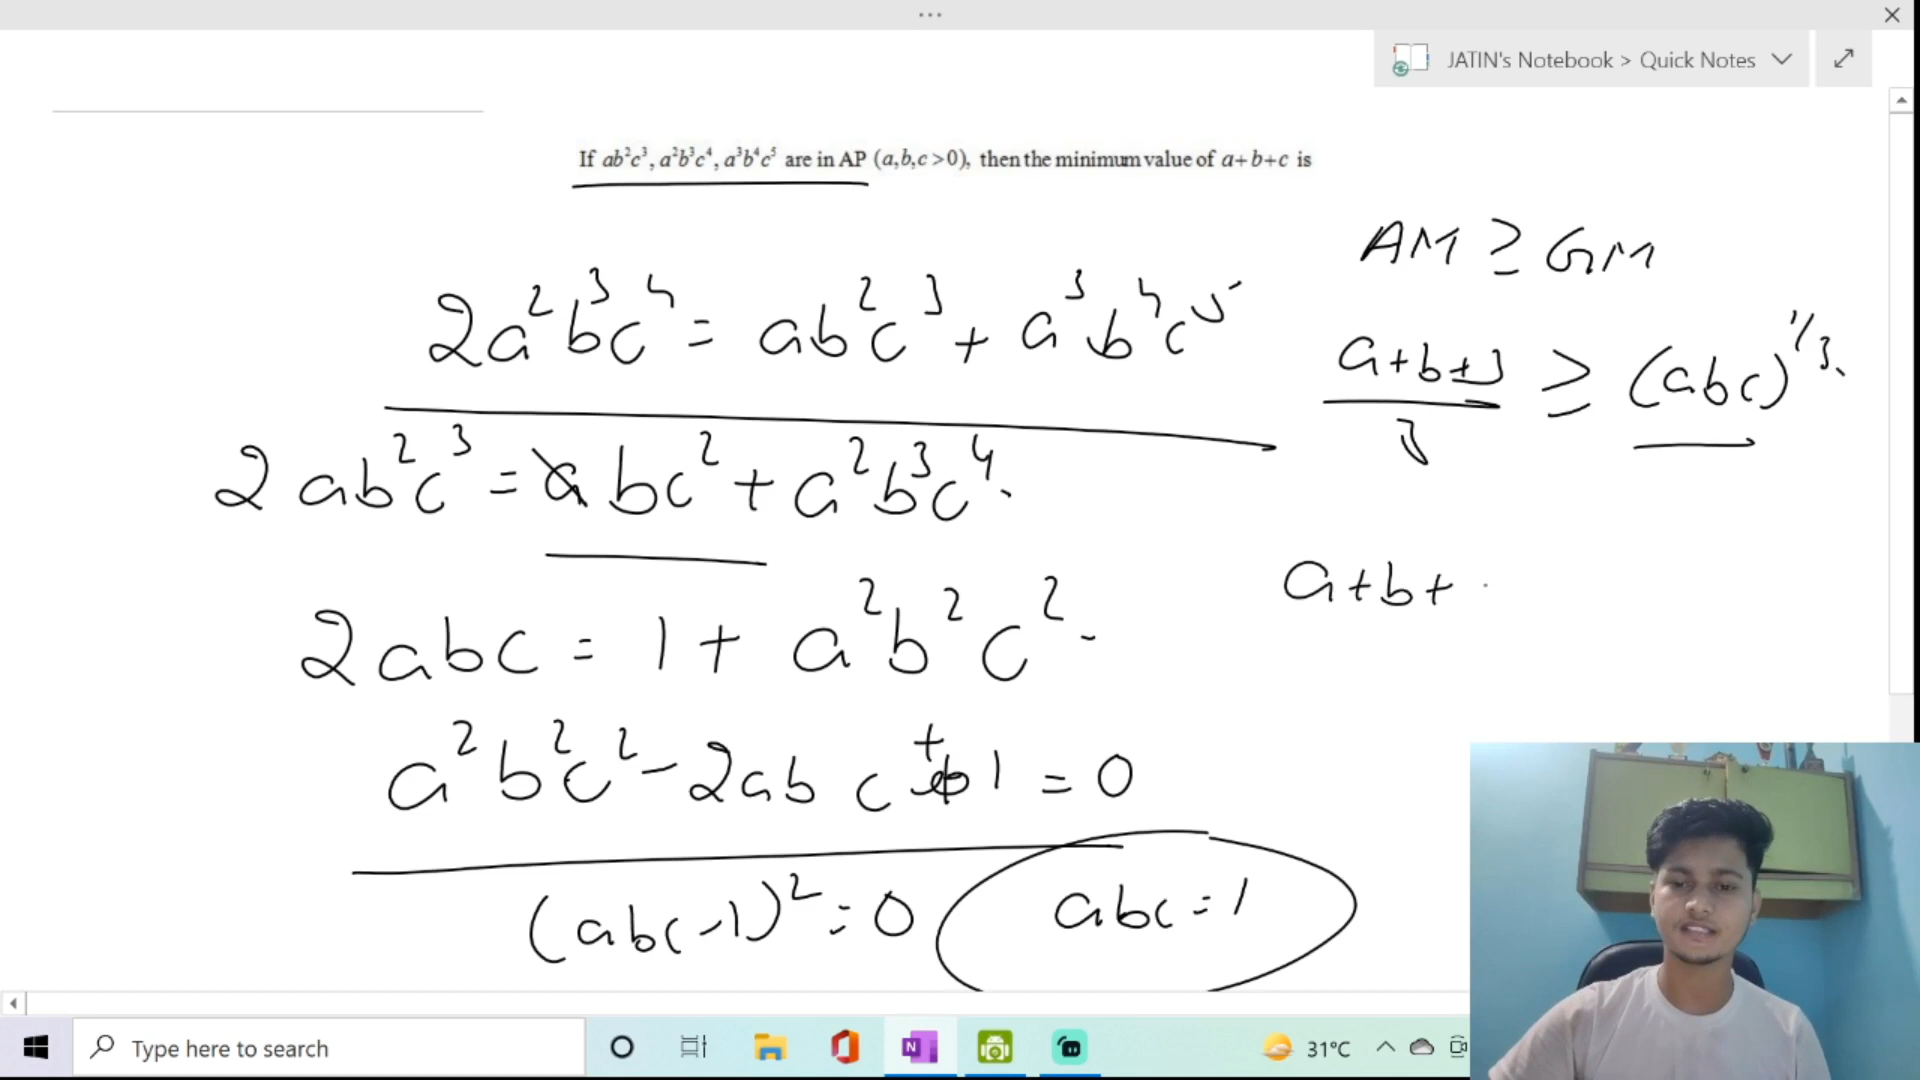 ...
JATIN's Notebook > Quick Notes
If ab²c³, a²b³c⁴, a³b⁴c⁵ are in AP (a,b,c>0), then the minimum value of a+b+c is
AM ≥ GM
2a²b³c⁴ = ab²c³ + a³b⁴c⁵
a+b+3 ≥ (abc)^1/3.
3
2ab²c³ = a bc² + a²b³c⁴.
a+b+
2abc = 1 + a²b²c².
a²b²c² - 2abc + 1 = 0
(abc-1)² = 0
abc = 1
Type here to search
31°C